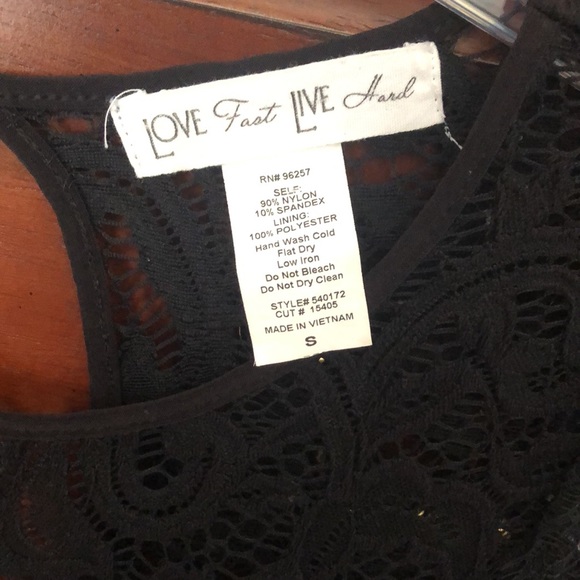 LOVE Fast LIVE Hard
RN# 96257
SELF:
90% NYLON
10% SPANDEX
LINING:
100% POLYESTER
Hand Wash Cold
Flat Dry
Low Iron
Do Not Bleach
Do Not Dry Clean
STYLE# 540172
CUT # 15405
MADE IN VIETNAM
S